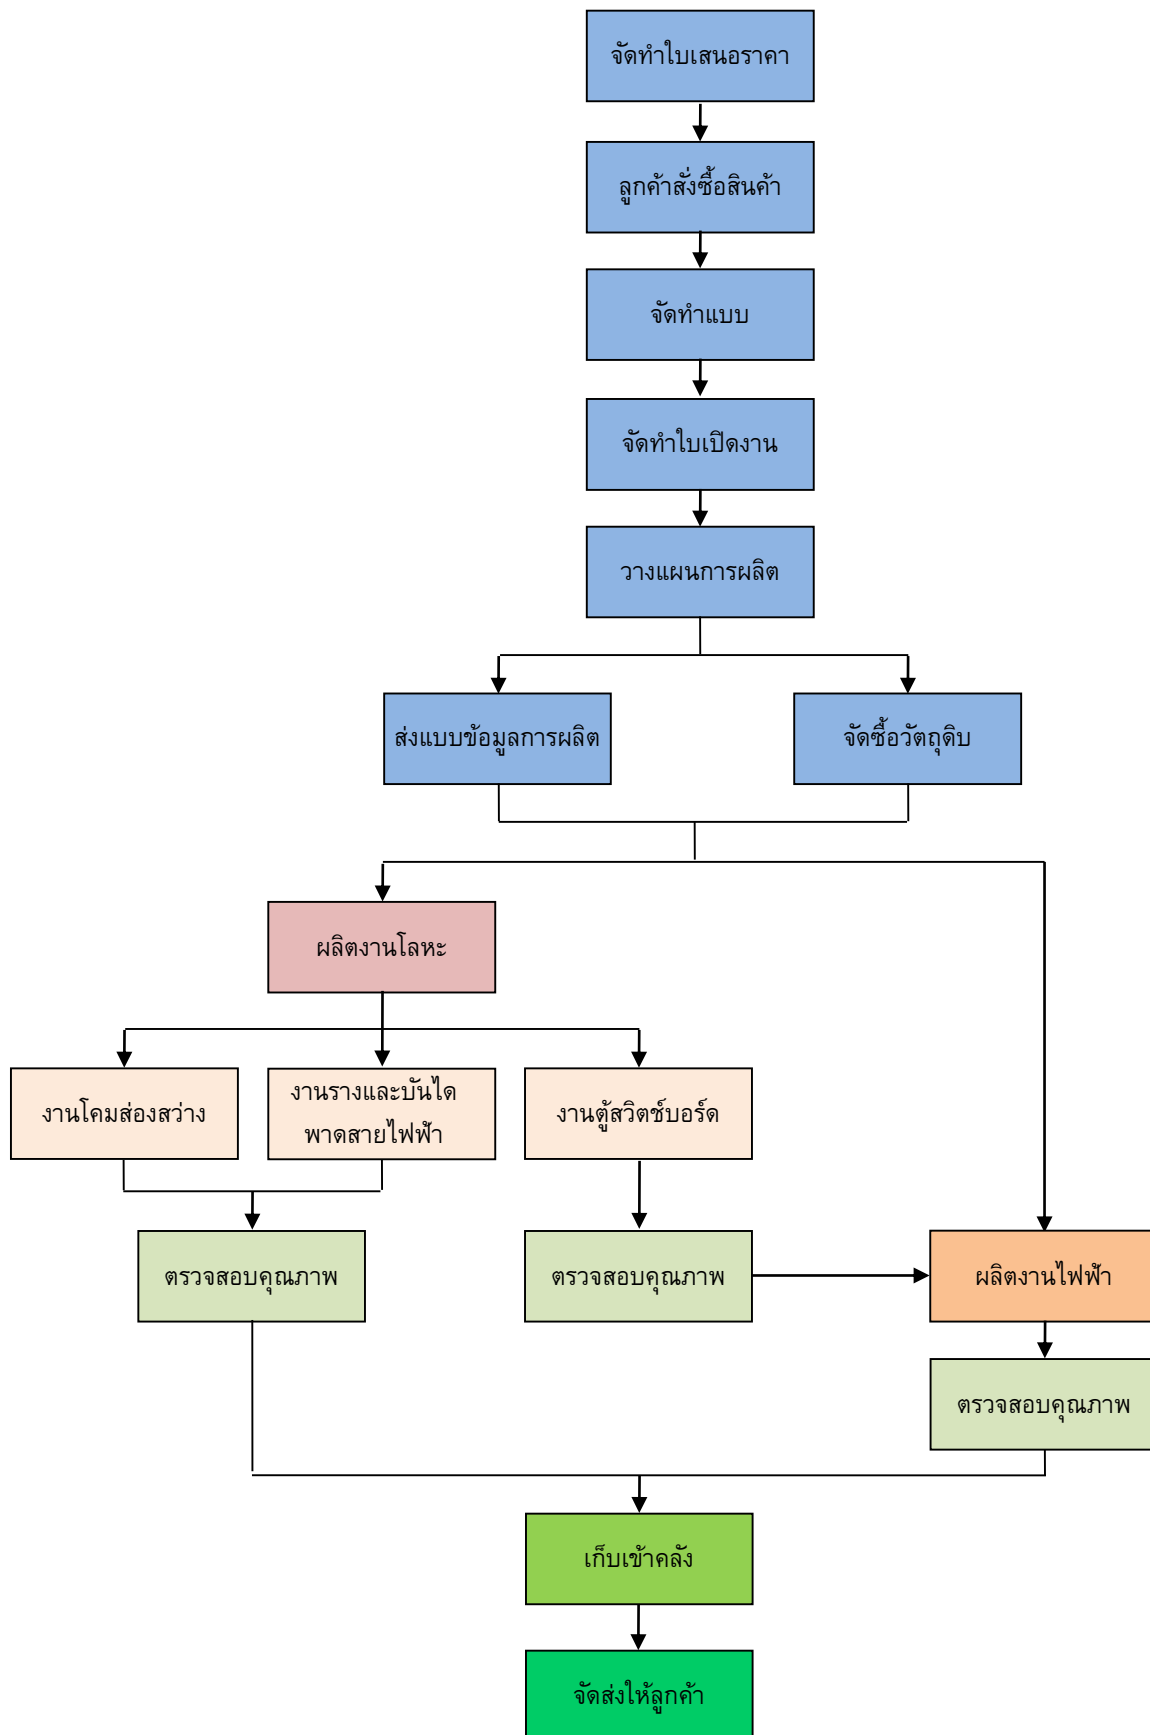 จัดทำใบเสนอราคา
ลูกค้าสั่งซื้อสินค้า
จัดทำแบบ
จัดทำใบเปิดงาน
วางแผนการผลิต
ส่งแบบข้อมูลการผลิต
จัดซื้อวัตถุดิบ
ผลิตงานโลหะ
งานโคมส่องสว่าง
งานรางและบันได
พาดสายไฟฟ้า
งานตู้สวิตช์บอร์ด
ตรวจสอบคุณภาพ
ตรวจสอบคุณภาพ
ผลิตงานไฟฟ้า
ตรวจสอบคุณภาพ
เก็บเข้าคลัง
จัดส่งให้ลูกค้า